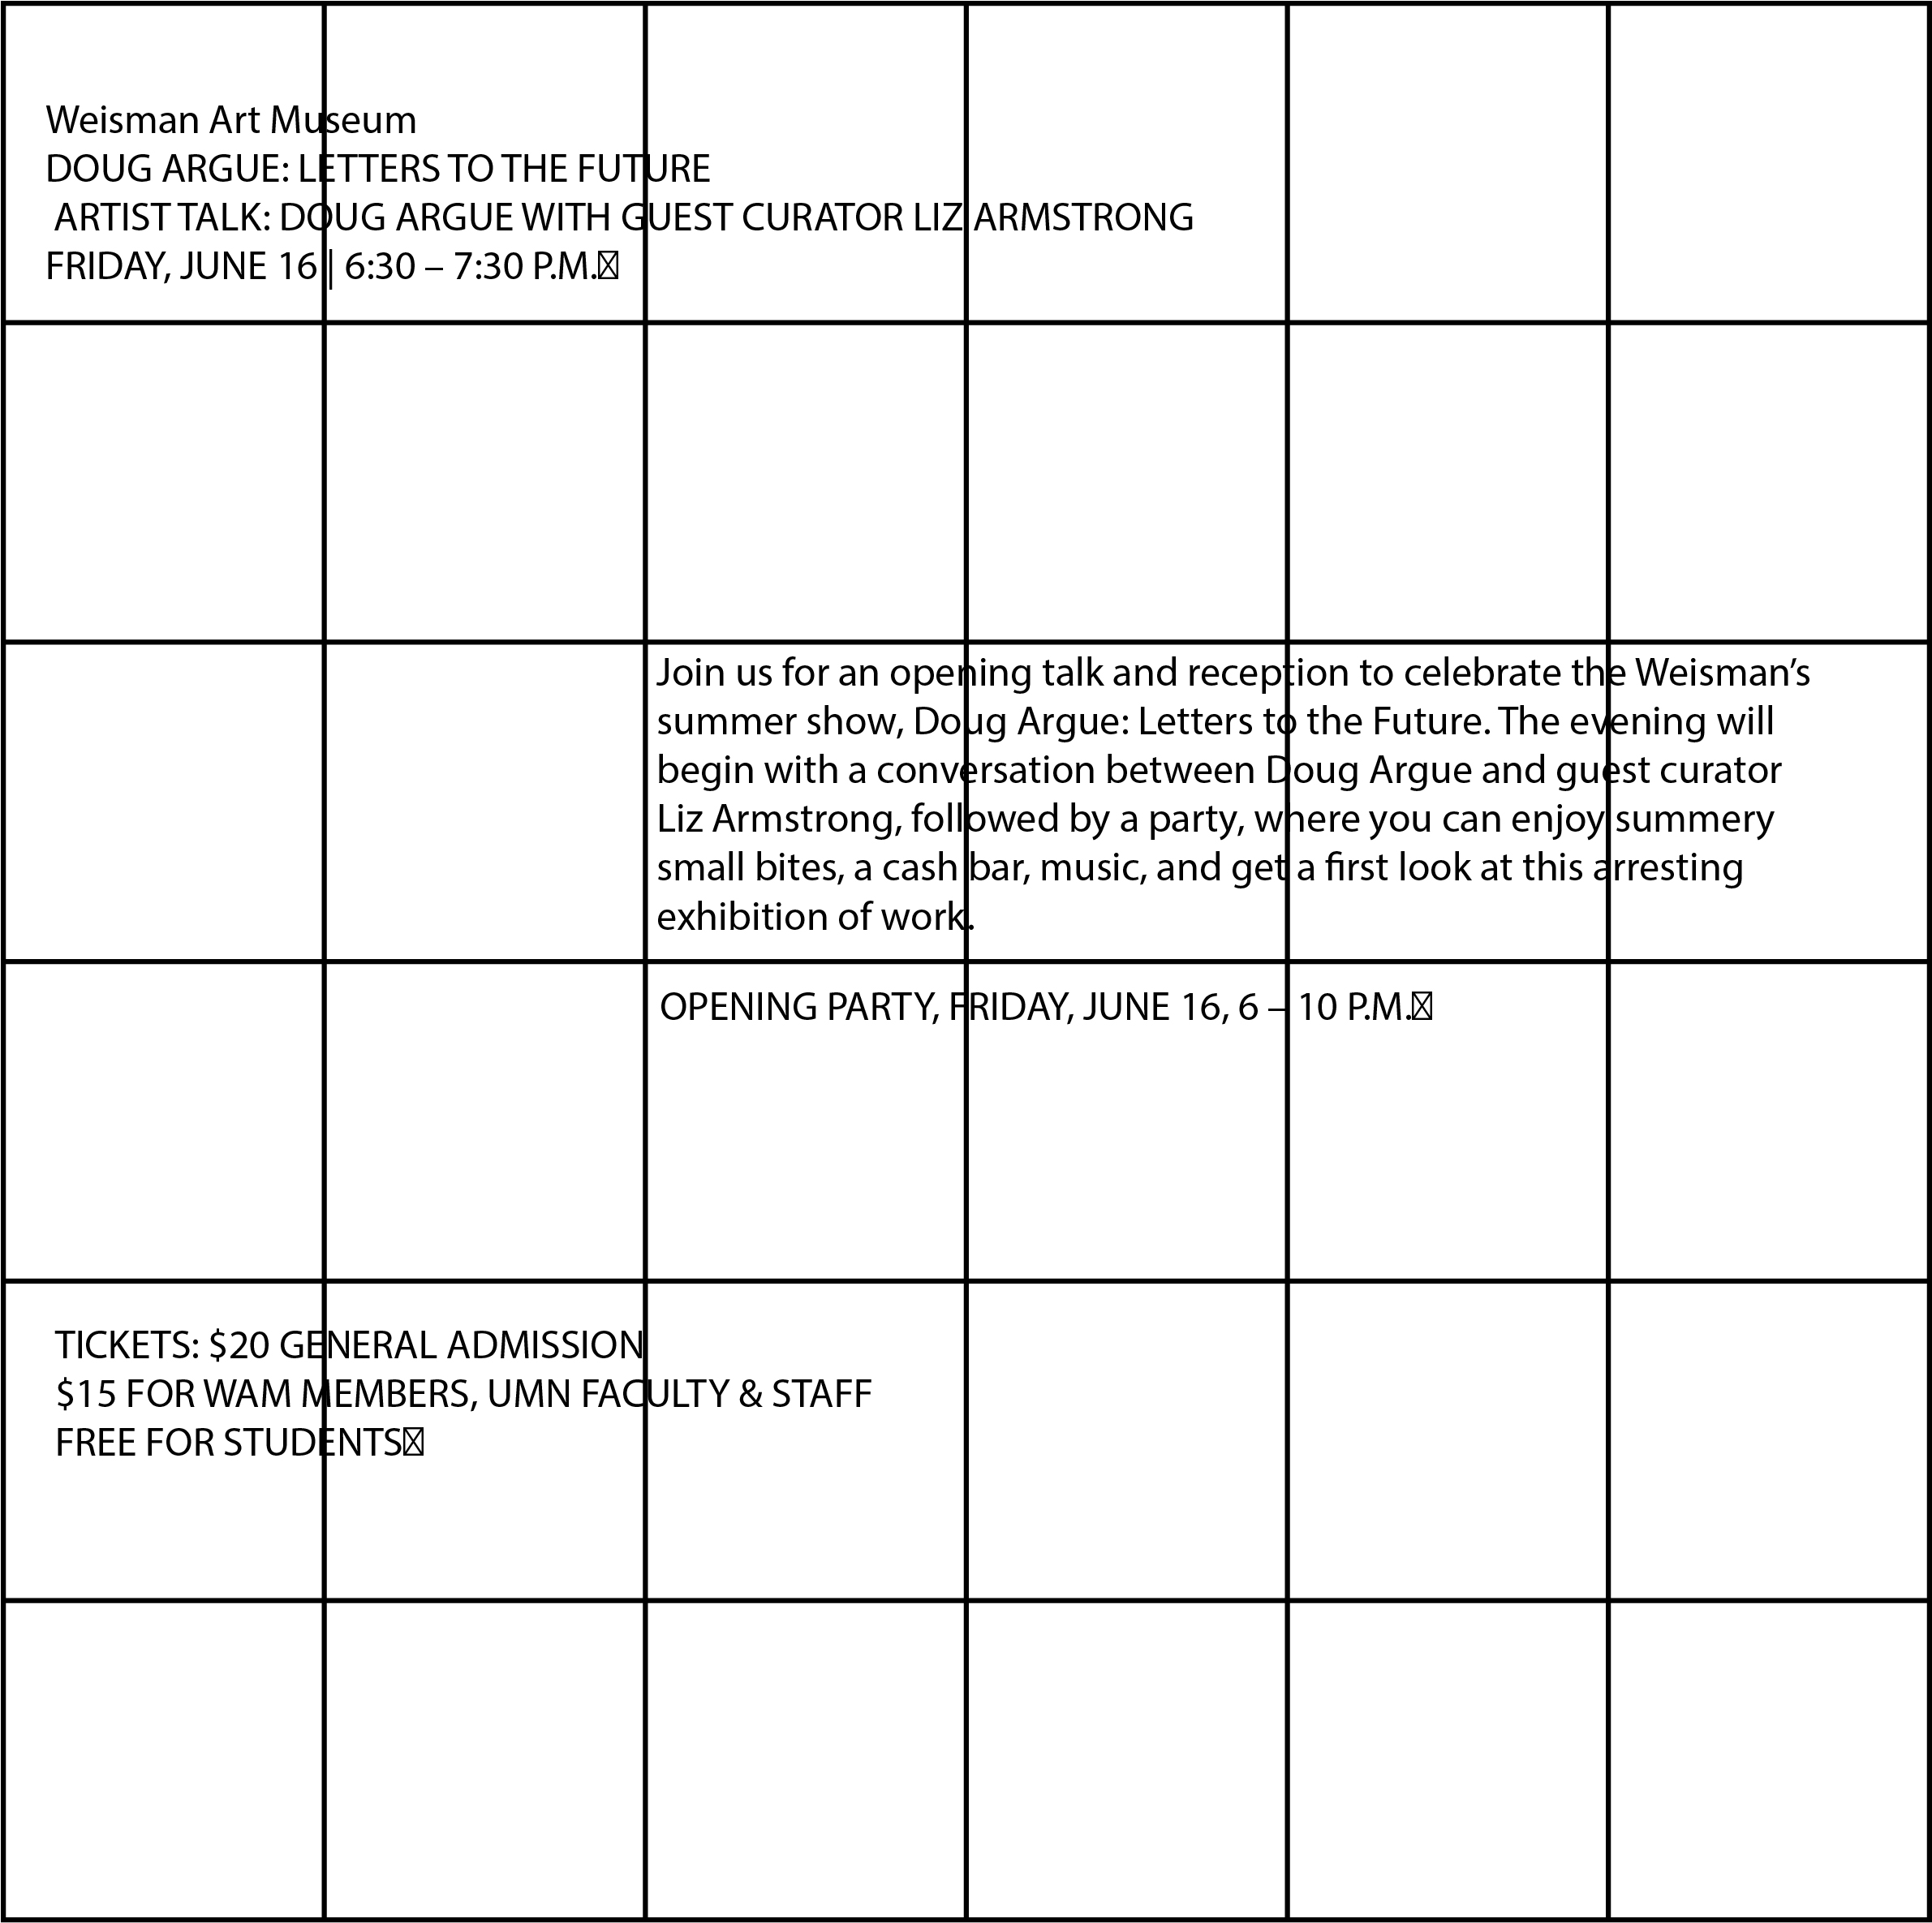 Weisman Art Museum
DOUG ARGUE: LETTERS TO THE FUTURE
ARTIST TALK: DOUG ARGUE WITH GUEST CURATOR LIZ ARMSTRONG
FRIDAY, JUNE 16 | 6:30 – 7:30 P.M.
Join us for an opening talk and reception to celebrate the Weisman’s
summer show, Doug Argue: Letters to the Future. The evening will
begin with a conversation between Doug Argue and guest curator
Liz Armstrong, followed by a party, where you can enjoy summery
small bites, a cash bar, music, and get a first look at this arresting
exhibition of work.
OPENING PARTY, FRIDAY, JUNE 16, 6 – 10 P.M.
TICKETS: $20 GENERAL ADMISSION
$15 FOR WAM MEMBERS, UMN FACULTY & STAFF
FREE FOR STUDENTS